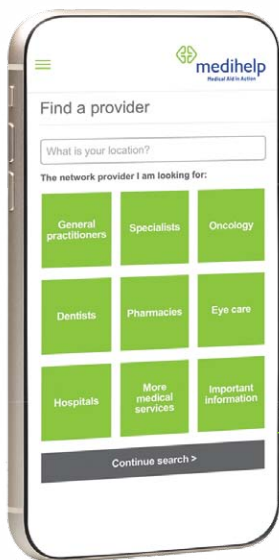 medihelp
Medical Aid in Action
Find a provider
What is your location?
The network provider I am looking for:
General
practitioners
Specialists
Oncology
Dentists
Pharmacies
Eye care
Hospitals
More
medical
services
Important
information
Continue search >